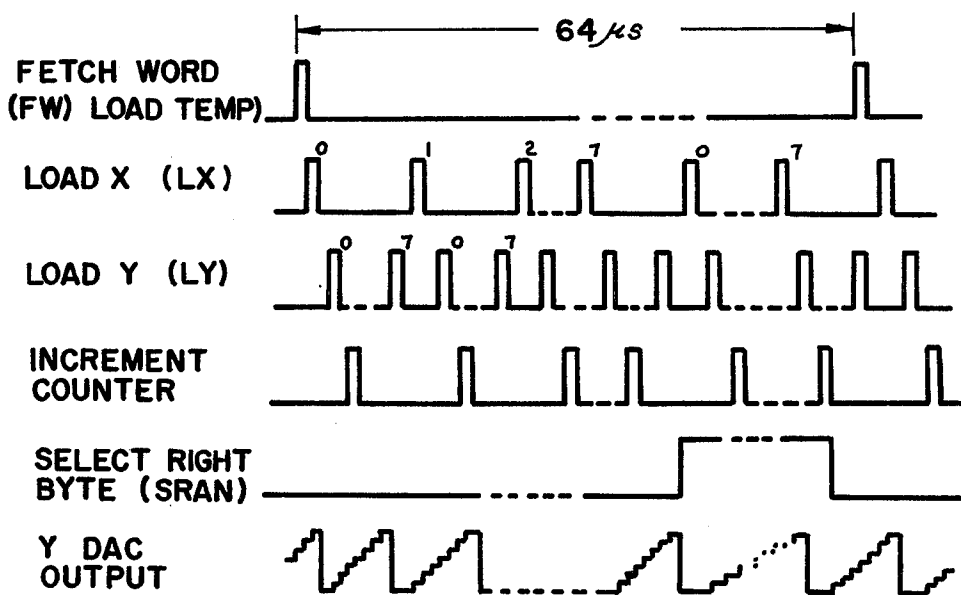 64 μs
FETCH WORD
(FW) LOAD TEMP)
0 1 2 7 0 7
LOAD X (LX)
0 7 0 7
LOAD Y (LY)
INCREMENT
COUNTER
SELECT RIGHT
BYTE (SRAN)
Y DAC
OUTPUT